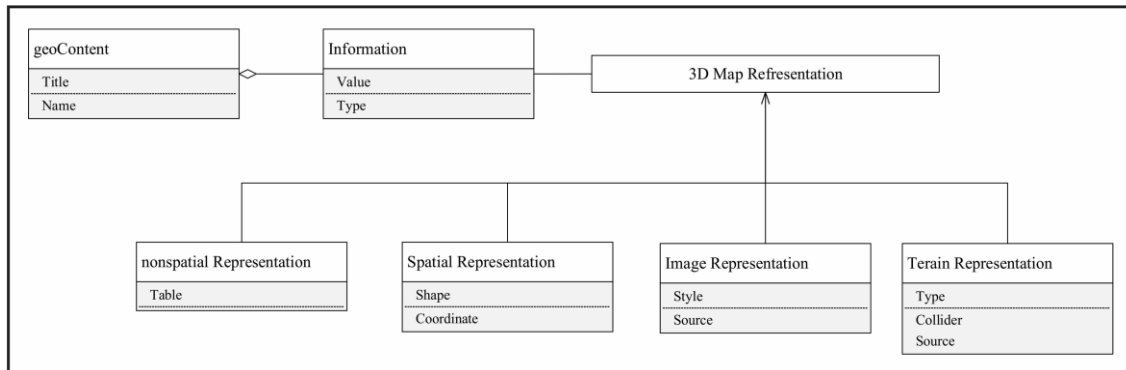 geoContent
Title
Name
Information
Value
Type
3D Map Refresentation
nonspatial Representation
Table
Spatial Representation
Shape
Coordinate
Image Representation
Style
Source
Terain Representation
Type
Collider
Source